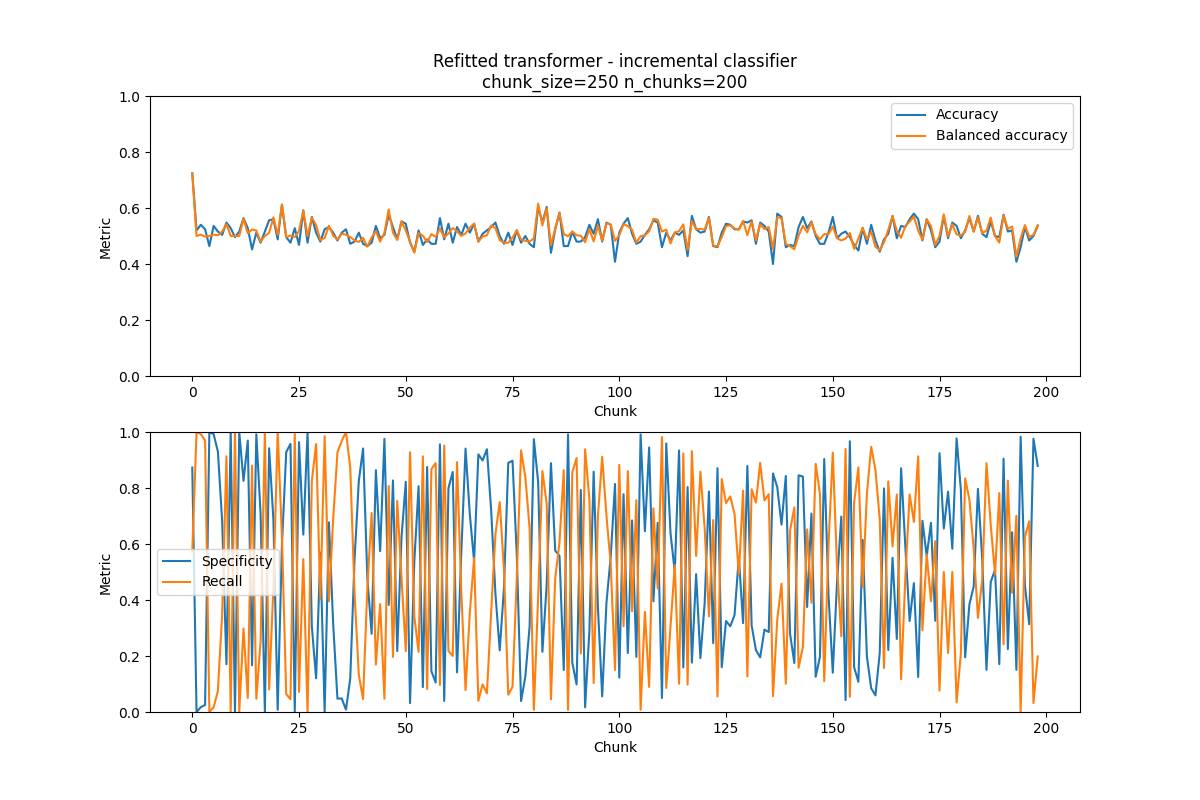 Refitted transformer - incremental classifier
chunk_size=250 n_chunks=200
1.0
0.8
0.6
0.4
0.2
0.0
Metric
Accuracy
Balanced accuracy
0 25 50 75 100 125 150 175 200
Chunk
1.0
0.8
0.6
0.4
0.2
0.0
Metric
Specificity
Recall
0 25 50 75 100 125 150 175 200
Chunk